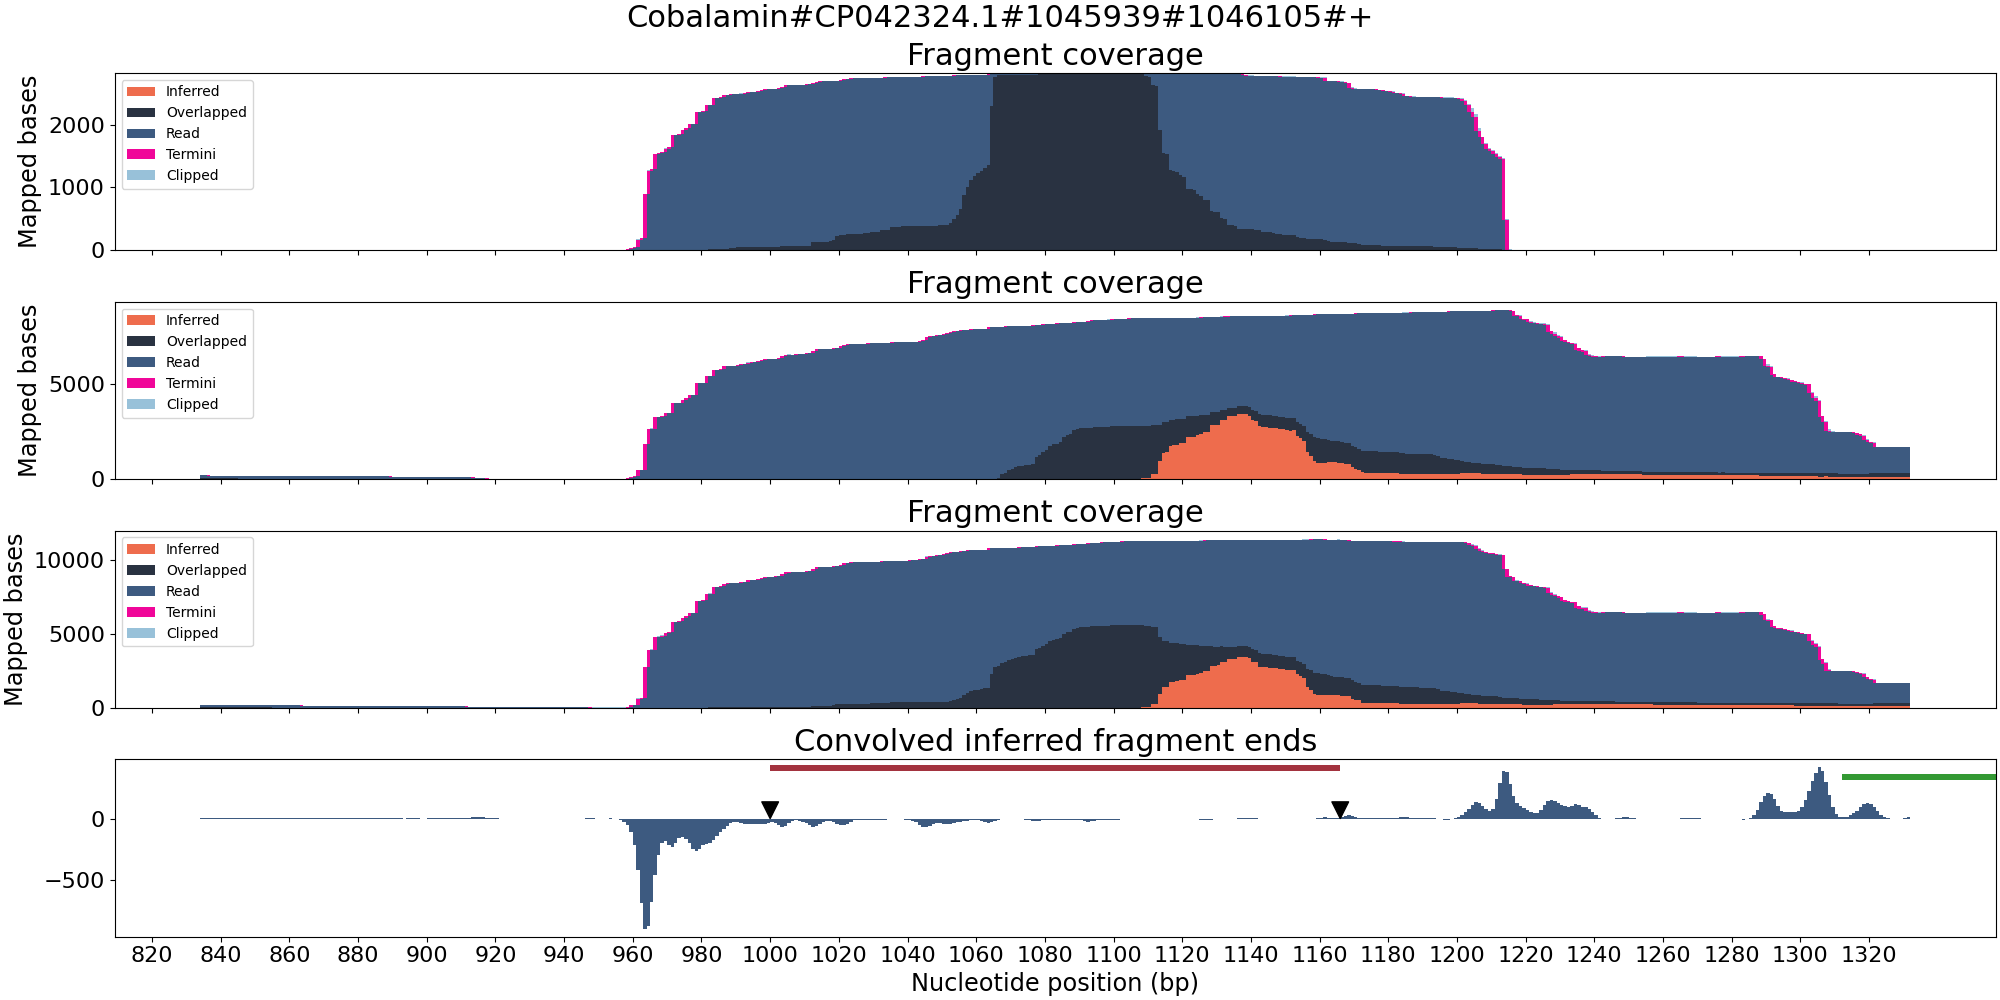 Cobalamin#CP042324.1#1045939#1046105#+
Fragment coverage
Mapped bases
2000
1000
0
Inferred
Overlapped
Read
Termini
Clipped
Fragment coverage
Mapped bases
5000
0
Inferred
Overlapped
Read
Termini
Clipped
Fragment coverage
Mapped bases
10000
5000
0
Inferred
Overlapped
Read
Termini
Clipped
Convolved inferred fragment ends
0
−500
820 840 860 880 900 920 940 960 980 1000 1020 1040 1060 1080 1100 1120 1140 1160 1180 1200 1220 1240 1260 1280 1300 1320
Nucleotide position (bp)